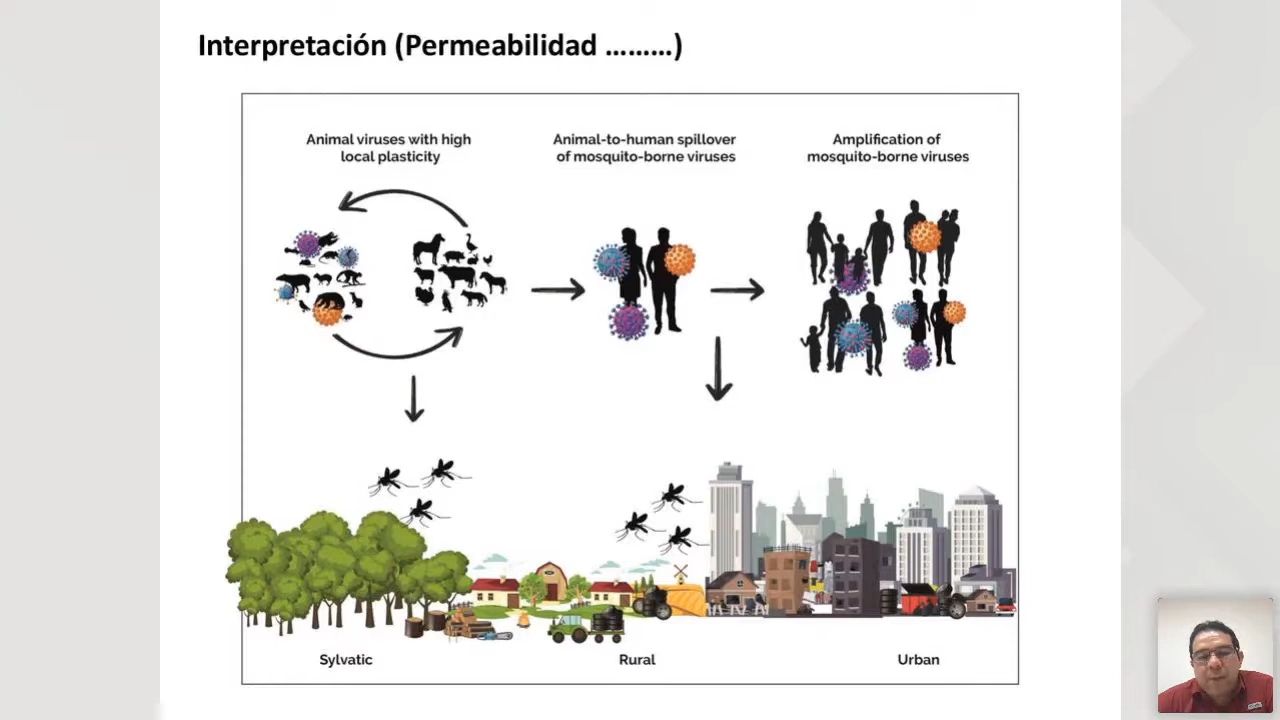 Interpretación (Permeabilidad ………)
Animal viruses with high
local plasticity
Animal-to-human spillover
of mosquito-borne viruses
Amplification of
mosquito-borne viruses
Sylvatic
Rural
Urban